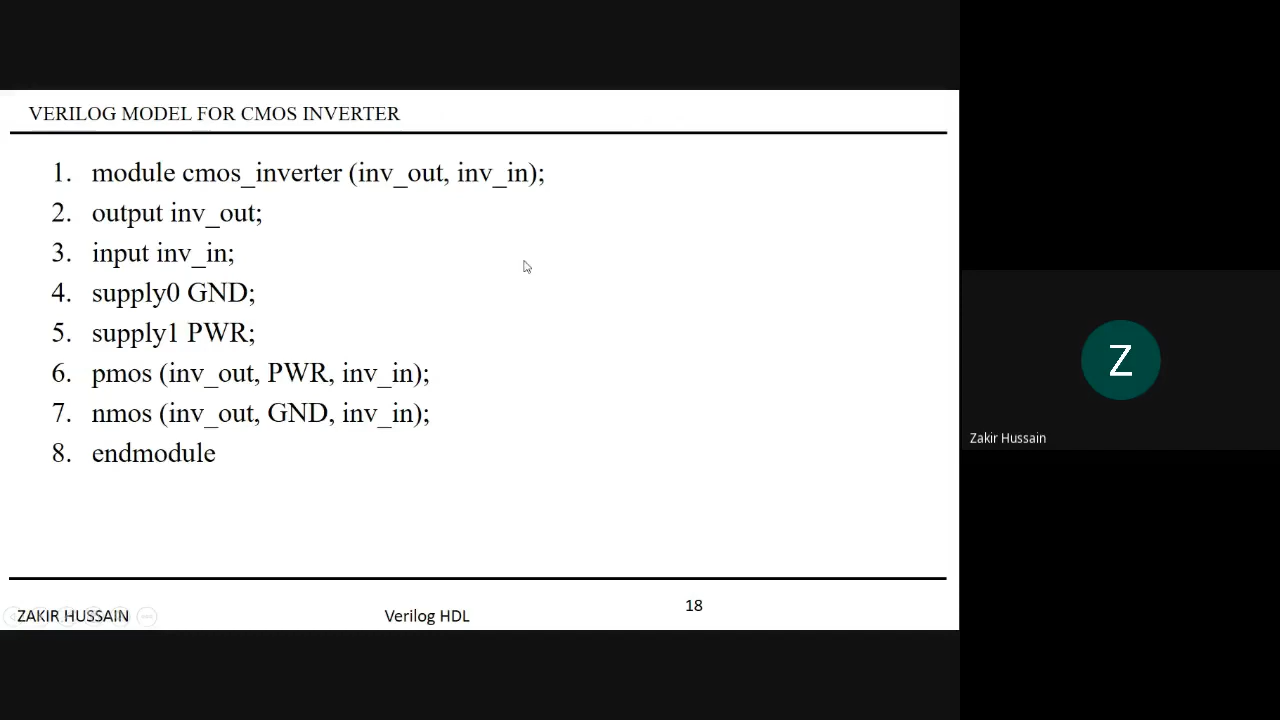 VERILOG MODEL FOR CMOS INVERTER
1. module cmos_inverter (inv_out, inv_in);
2. output inv_out;
3. input inv_in;
4. supply0 GND;
5. supply1 PWR;
6. pmos (inv_out, PWR, inv_in);
7. nmos (inv_out, GND, inv_in);
8. endmodule
ZAKIR HUSSAIN
Verilog HDL
18
Z
Zakir Hussain